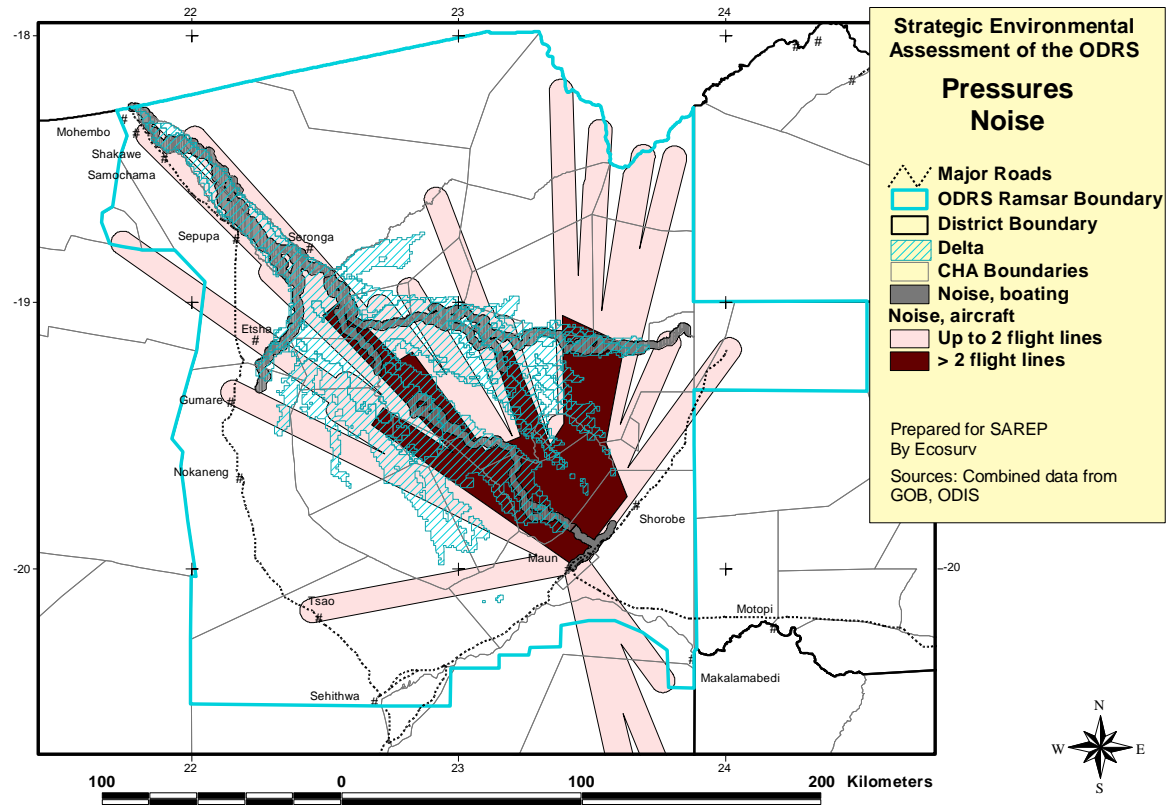 Strategic Environmental
Assessment of the ODRS
Pressures
Noise
Major Roads
ODRS Ramsar Boundary
District Boundary
Delta
CHA Boundaries
Noise, boating
Noise, aircraft
Up to 2 flight lines
> 2 flight lines
Prepared for SAREP
By Ecosurv
Sources: Combined data from
GOB, ODIS
22
23
24
-18
-19
-20
-20
Mohembo
Shakawe
Samochama
Sepupa
Seronga
Etsha
Gumare
Nokaneng
Shorobe
Maun
Tsao
Motopi
Sehithwa
Makalamabedi
22
23
24
100
0
100
200
Kilometers
N
W
E
S